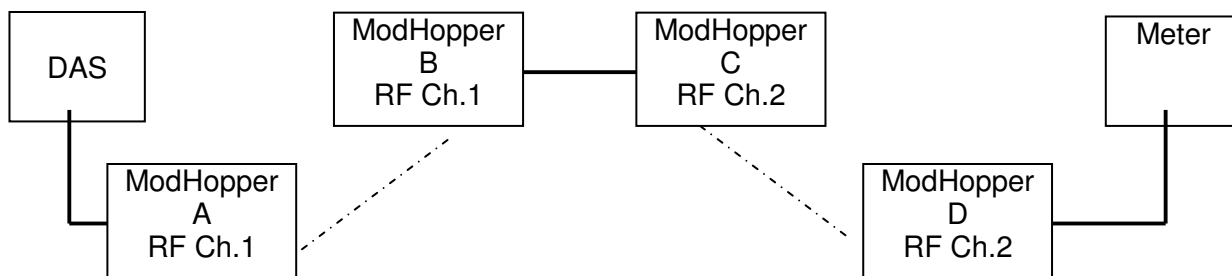 DAS
ModHopper
A
RF Ch.1
ModHopper
B
RF Ch.1
ModHopper
C
RF Ch.2
ModHopper
D
RF Ch.2
Meter